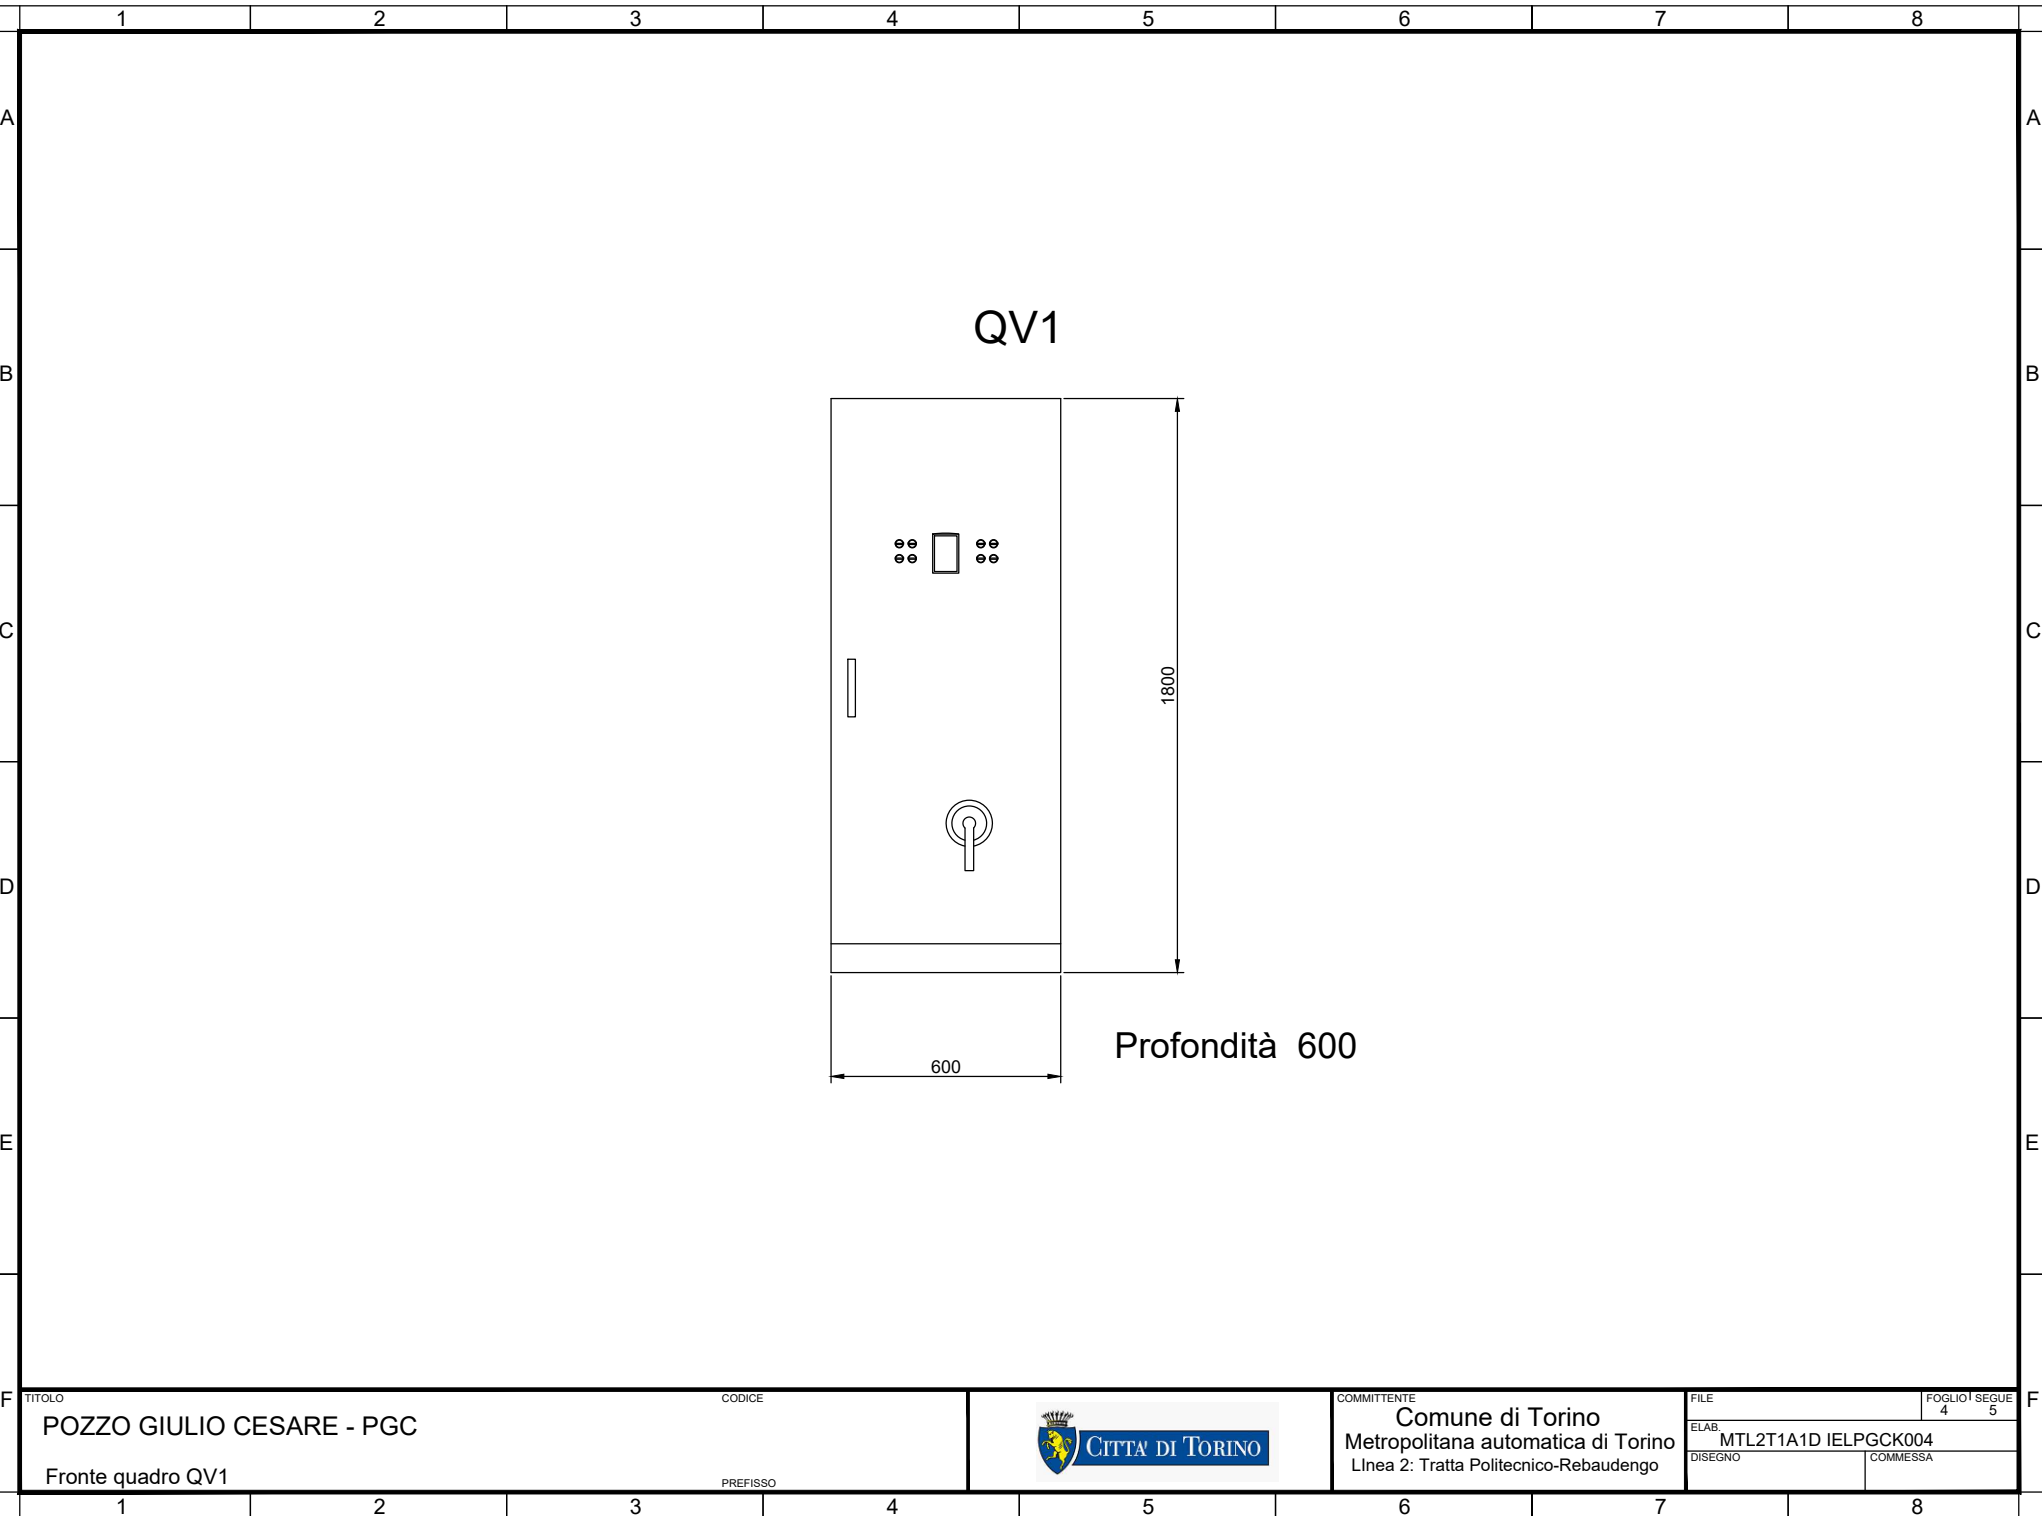 1 2 3 4 5 6 7 8
A A
B B
C C
D D
E E
F F
QV1
1800
600
Profondità 600
TITOLO
POZZO GIULIO CESARE - PGC
Fronte quadro QV1
CODICE
PREFISSO
CITTA' DI TORINO
COMMITTENTE
Comune di Torino
Metropolitana automatica di Torino
LInea 2: Tratta Politecnico-Rebaudengo
FILE
FOGLIO SEGUE
4 5
ELAB.
MTL2T1A1D IELPGCK004
DISEGNO
COMMESSA
1 2 3 4 5 6 7 8